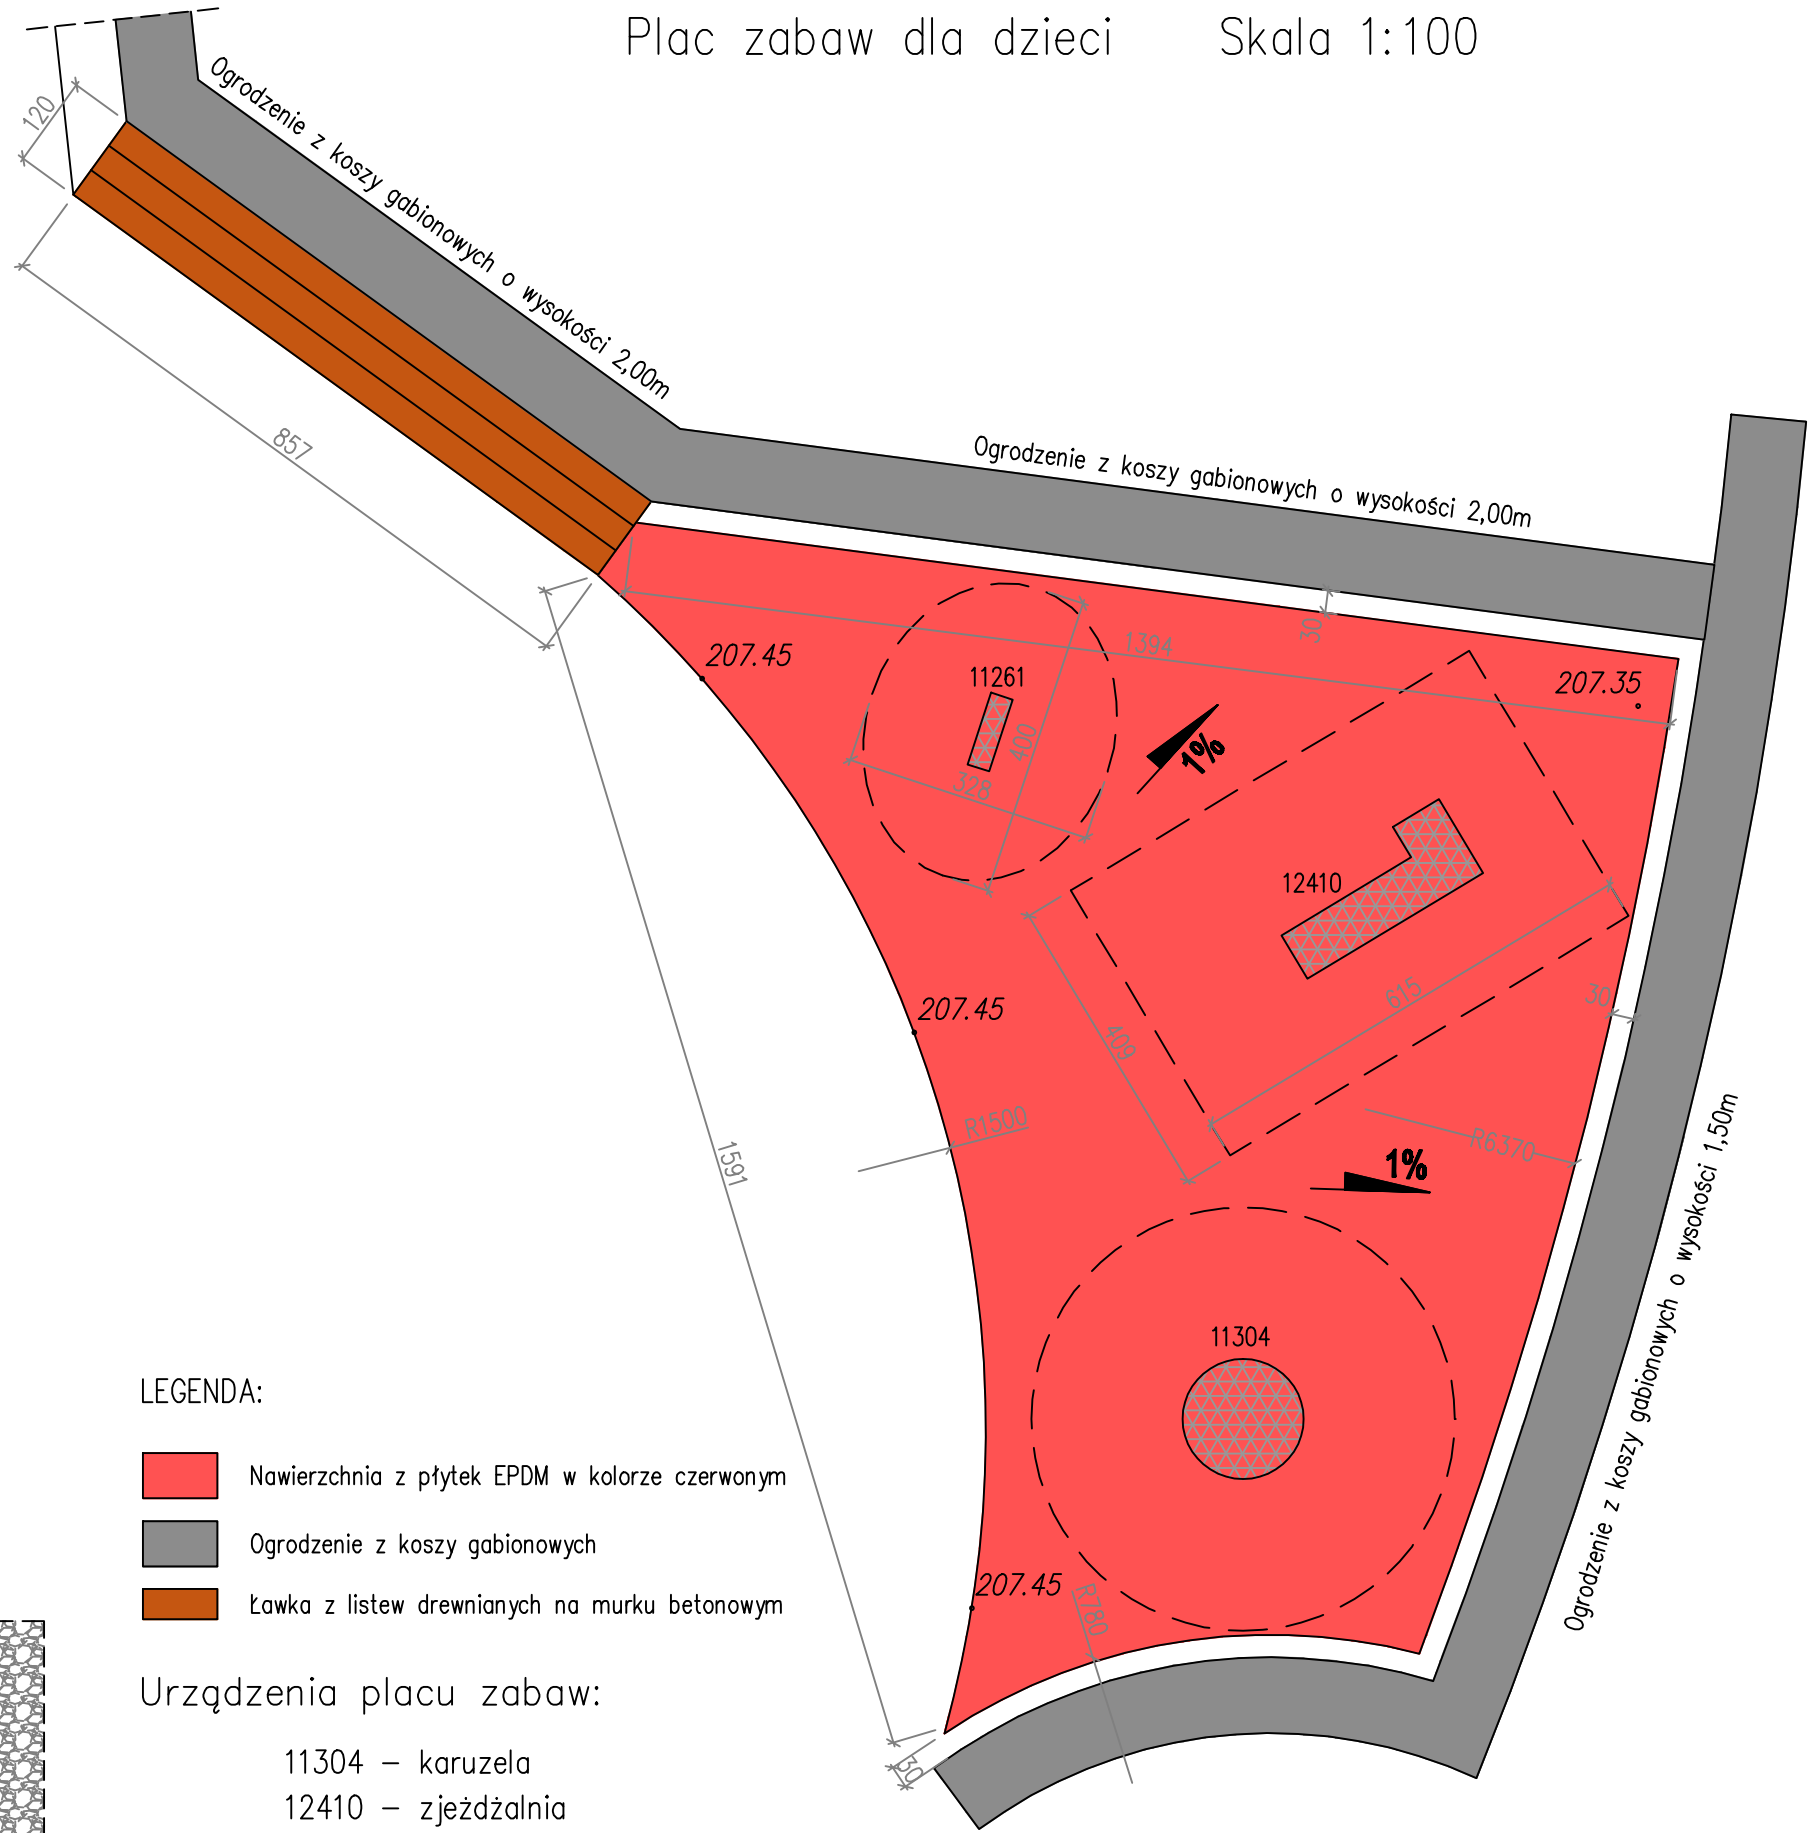 Plac zabaw dla dzieci Skala 1:100
Ogrodzenie z koszy gabionowych o wysokości 2,00m
120
857
Ogrodzenie z koszy gabionowych o wysokości 2,00m
30
1394
207.45
207.35
11261
400
328
1%
12410
615
30
207.45
409
R1500
1591
R6370
1%
Ogrodzenie z koszy gabionowych o wysokości 1,50m
11304
207.45
R780
30
LEGENDA:
Nawierzchnia z płytek EPDM w kolorze czerwonym
Ogrodzenie z koszy gabionowych
Ławka z listew drewnianych na murku betonowym
Urządzenia placu zabaw:
11304 – karuzela
12410 – zjeżdżalnia